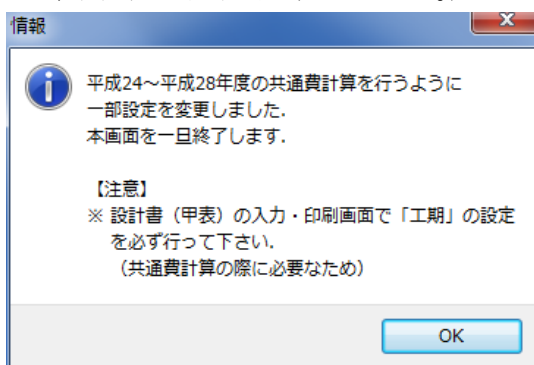 情報
平成24～平成28年度の共通費計算を行うように
一部設定を変更しました.
本画面を一旦終了します.
【注意】
※ 設計書（甲表）の入力・印刷画面で「工期」の設定
を必ず行って下さい.
（共通費計算の際に必要なため）
OK